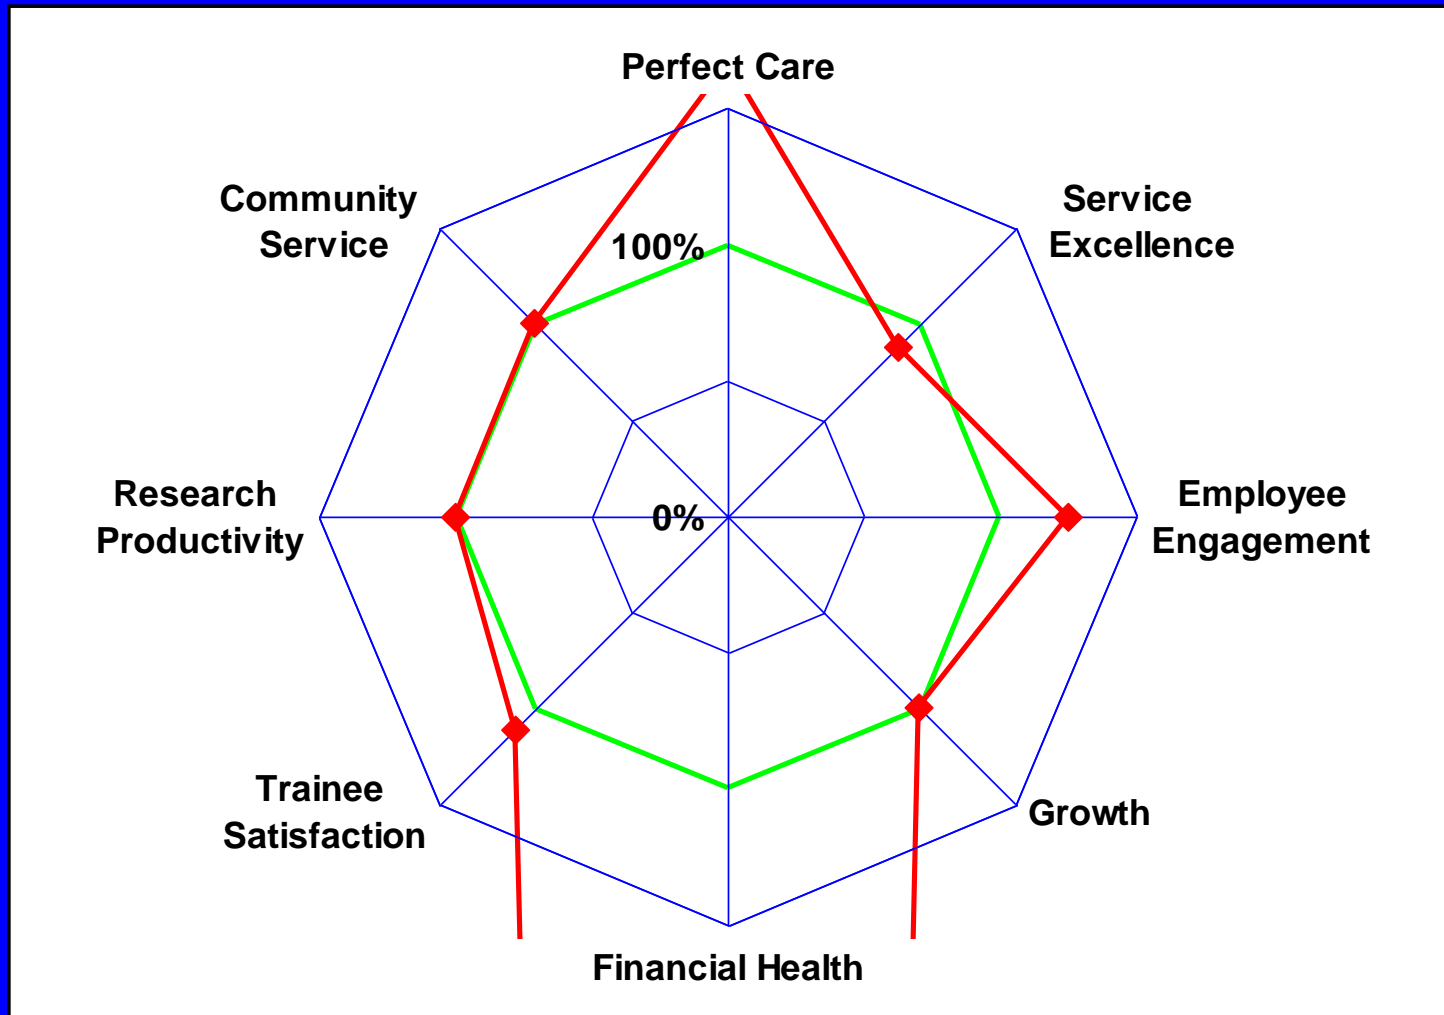 Perfect Care
Community
Service
Service
Excellence
100%
Research
Productivity
0%
Employee
Engagement
Trainee
Satisfaction
Growth
Financial Health